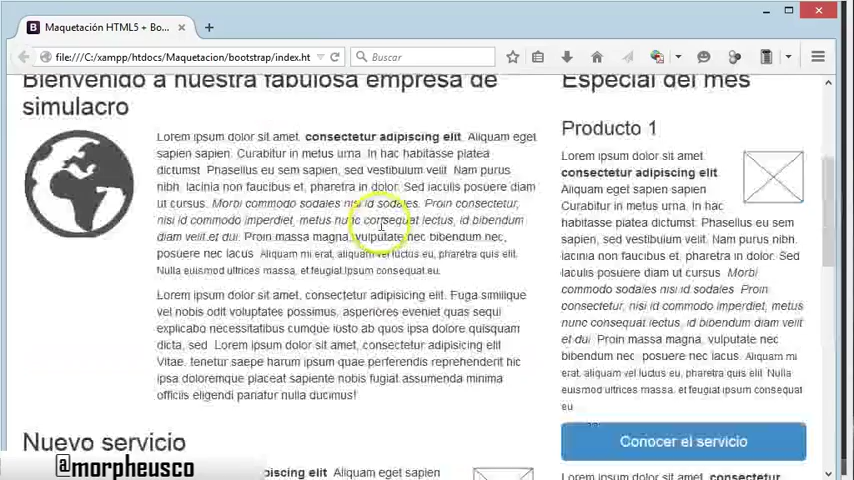 Maquetación HTML5 + Bo...
file:///C:/xampp/htdocs/Maquetacion/bootstrap/index.ht
Buscar
Bienvenido a nuestra fabulosa empresa de
simulacro
Lorem ipsum dolor sit amet, consectetur adipiscing elit. Aliquam eget
sapien sapien. Curabitur in metus urna. In hac habitasse platea
dictumst. Phasellus eu sem sapien, sed vestibulum velit. Nam purus
nibh, lacinia non faucibus et, pharetra in dolor. Sed iaculis posuere diam
ut cursus. Morbi commodo sodales nisi id sodales. Proin consectetur,
nisi id commodo imperdiet, metus nunc consequat lectus, id bibendum
diam velit et dui. Proin massa magna, vulputate nec bibendum nec,
posuere nec lacus. Aliquam mi erat, aliquam vel luctus eu, pharetra quis elit.
Nulla euismod ultrices massa, et feugiat ipsum consequat eu.
Lorem ipsum dolor sit amet, consectetur adipisicing elit. Fuga similique
vel iusto odit voluptates possimus, asperiores eveniet quas sequi
explicabo necessitatibus cumque iusto ab quos ipsa dolore quisquam
dicta, sed. Lorem ipsum dolor sit amet, consectetur adipisicing elit.
Vitae, tenetur saepe harum ipsum quae perferendis reprehenderit hic
ipsa doloremque placeat sapiente nobis fugiat assumenda minima
officiis eligendi pariatur nulla ducimus!
Nuevo servicio
piscing elit. Aliquam eget sapien
Especial del mes
Producto 1
Lorem ipsum dolor sit amet,
consectetur adipiscing elit.
Aliquam eget sapien sapien.
Curabitur in metus urna. In
hac habitasse platea
dictumst. Phasellus eu sem sapien, sed
vestibulum velit. Nam purus nibh,
lacinia non faucibus et, pharetra in
dolor. Sed iaculis posuere
diam ut cursus. Morbi
commodo sodales nisi id sodales. Proin
consectetur, nisi id commodo imperdiet, metus
nunc consequat lectus, id bibendum diam velit
et dui. Proin massa magna, vulputate nec
bibendum nec, posuere nec lacus. Aliquam mi
erat, aliquam vel luctus eu, pharetra quis elit. Nulla
euismod ultrices massa, et feugiat ipsum consequat
eu.
Conocer el servicio
Lorem ipsum dolor sit amet, consectetur
@morpheusco